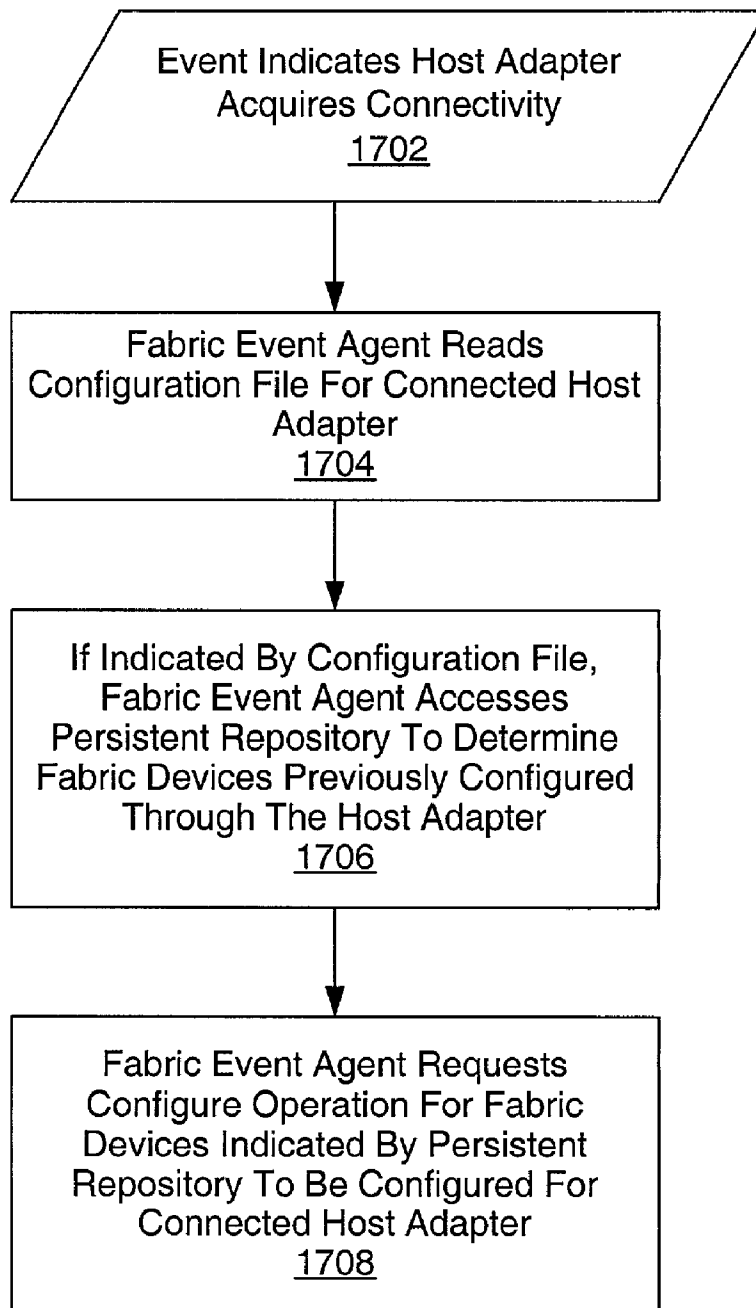 Event Indicates Host Adapter
Acquires Connectivity
1702
Fabric Event Agent Reads
Configuration File For Connected Host
Adapter
1704
If Indicated By Configuration File,
Fabric Event Agent Accesses
Persistent Repository To Determine
Fabric Devices Previously Configured
Through The Host Adapter
1706
Fabric Event Agent Requests
Configure Operation For Fabric
Devices Indicated By Persistent
Repository To Be Configured For
Connected Host Adapter
1708